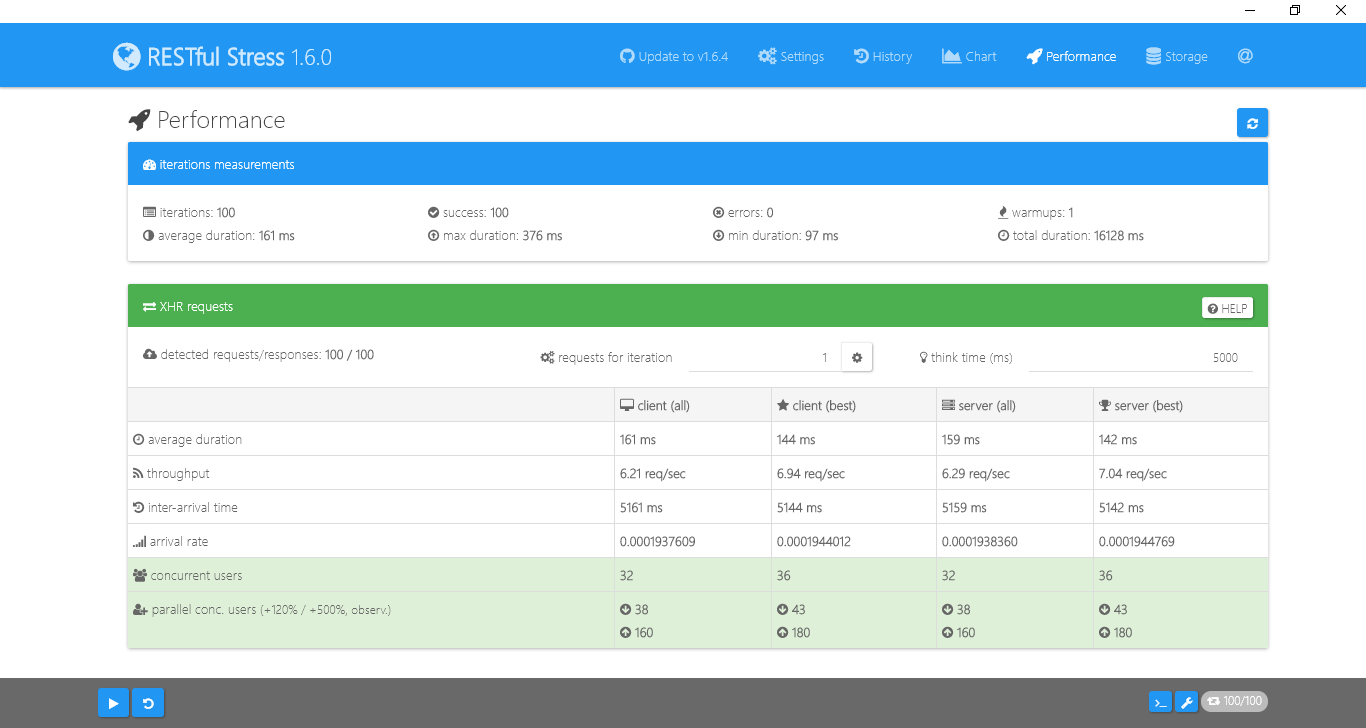 RESTful Stress 1.6.0 Update to v1.6.4 Settings History Chart Performance Storage @
Performance
iterations measurements
iterations: 100 success: 100 errors: 0 warmups: 1
average duration: 161 ms max duration: 376 ms min duration: 97 ms total duration: 16128 ms
XHR requests HELP
detected requests/responses: 100 / 100 requests for iteration 1 think time (ms) 5000
client (all) client (best) server (all) server (best)
average duration 161 ms 144 ms 159 ms 142 ms
throughput 6.21 req/sec 6.94 req/sec 6.29 req/sec 7.04 req/sec
inter-arrival time 5161 ms 5144 ms 5159 ms 5142 ms
arrival rate 0.0001937609 0.0001944012 0.0001938360 0.0001944769
concurrent users 32 36 32 36
parallel conc. users (+120% / +500%, observ.) 38 43 38 43
160 180 160 180
100/100